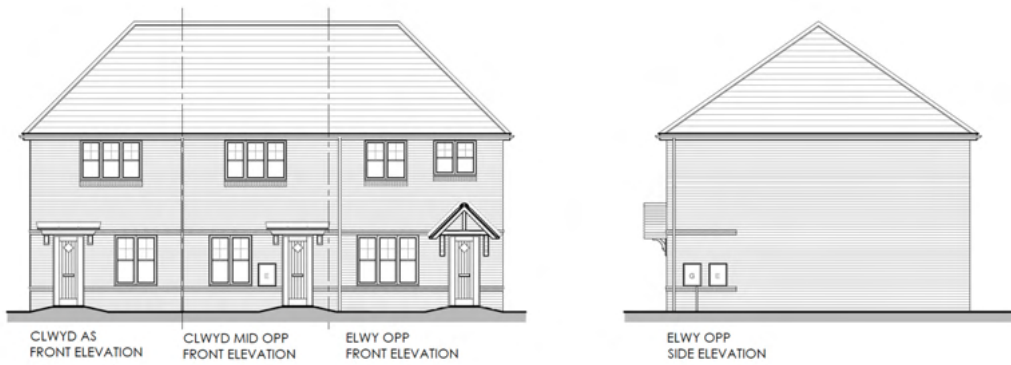 E
G
E
CLWYD AS
FRONT ELEVATION
CLWYD MID OPP
FRONT ELEVATION
ELWY OPP
FRONT ELEVATION
ELWY OPP
SIDE ELEVATION